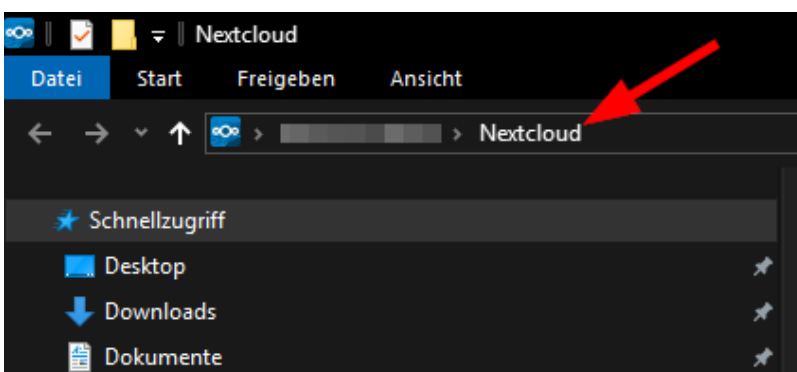 Nextcloud
Datei Start Freigeben Ansicht
Nextcloud
Schnellzugriff
Desktop
Downloads
Dokumente